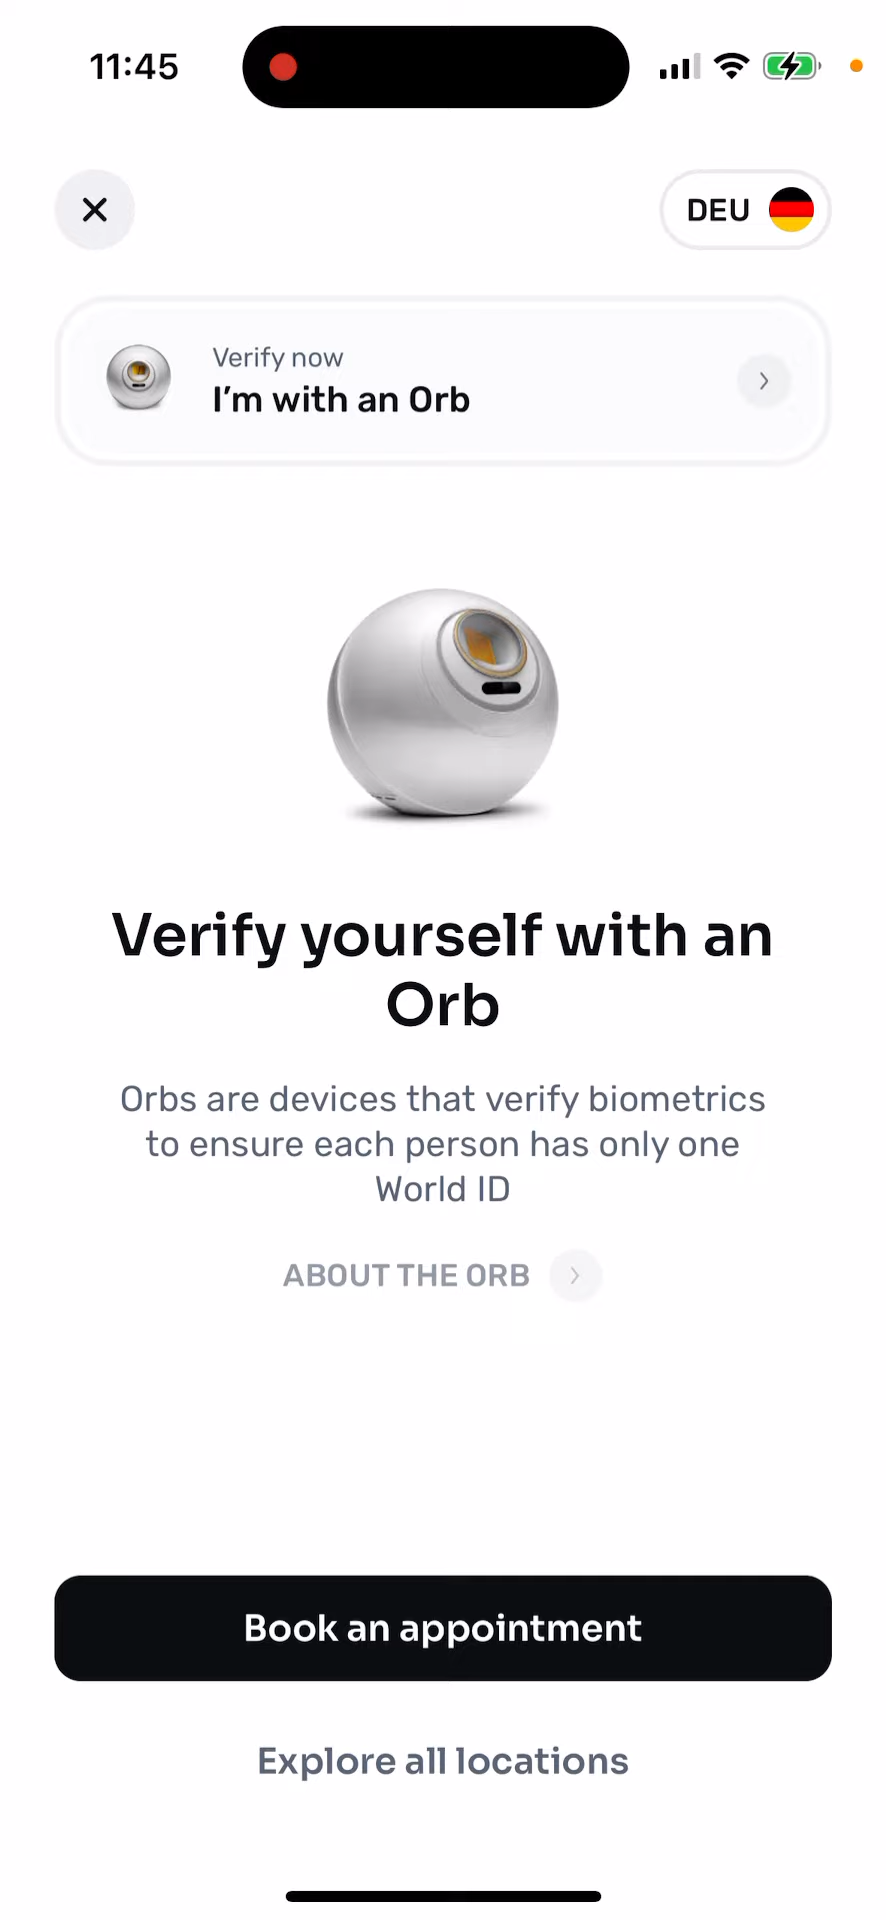 11:45
DEU
Verify now
I’m with an Orb
Verify yourself with an
Orb
Orbs are devices that verify biometrics
to ensure each person has only one
World ID
ABOUT THE ORB
Book an appointment
Explore all locations